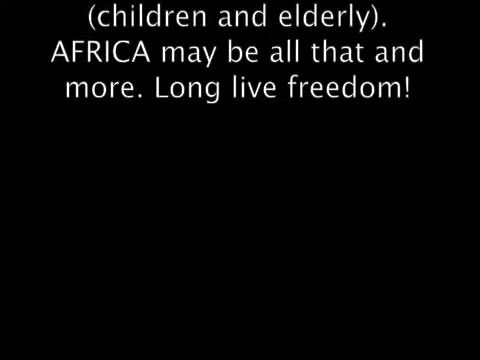 (children and elderly).
AFRICA may be all that and
more. Long live freedom!